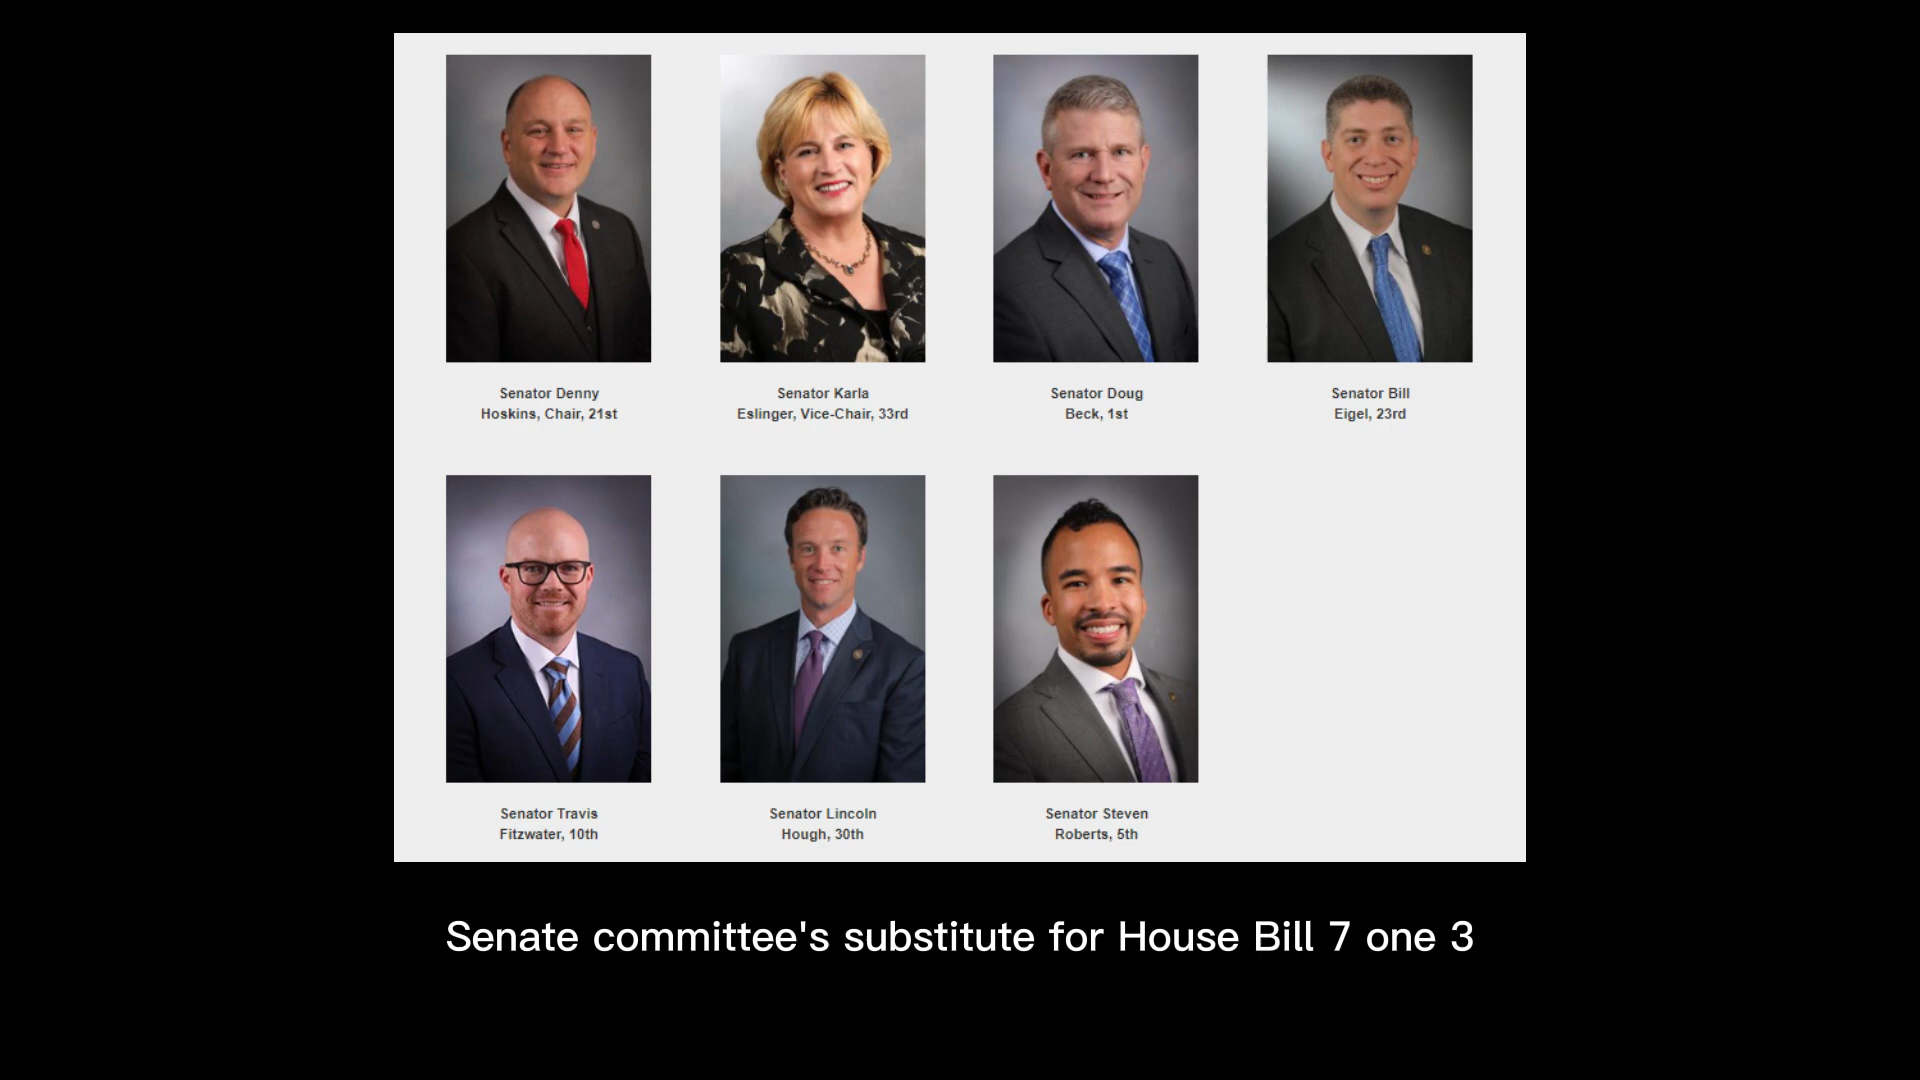 Senator Denny
Hoskins, Chair, 21st
Senator Karla
Eslinger, Vice-Chair, 33rd
Senator Doug
Beck, 1st
Senator Bill
Eigel, 23rd
Senator Travis
Fitzwater, 10th
Senator Lincoln
Hough, 30th
Senator Steven
Roberts, 5th
Senate committee's substitute for House Bill 7 one 3